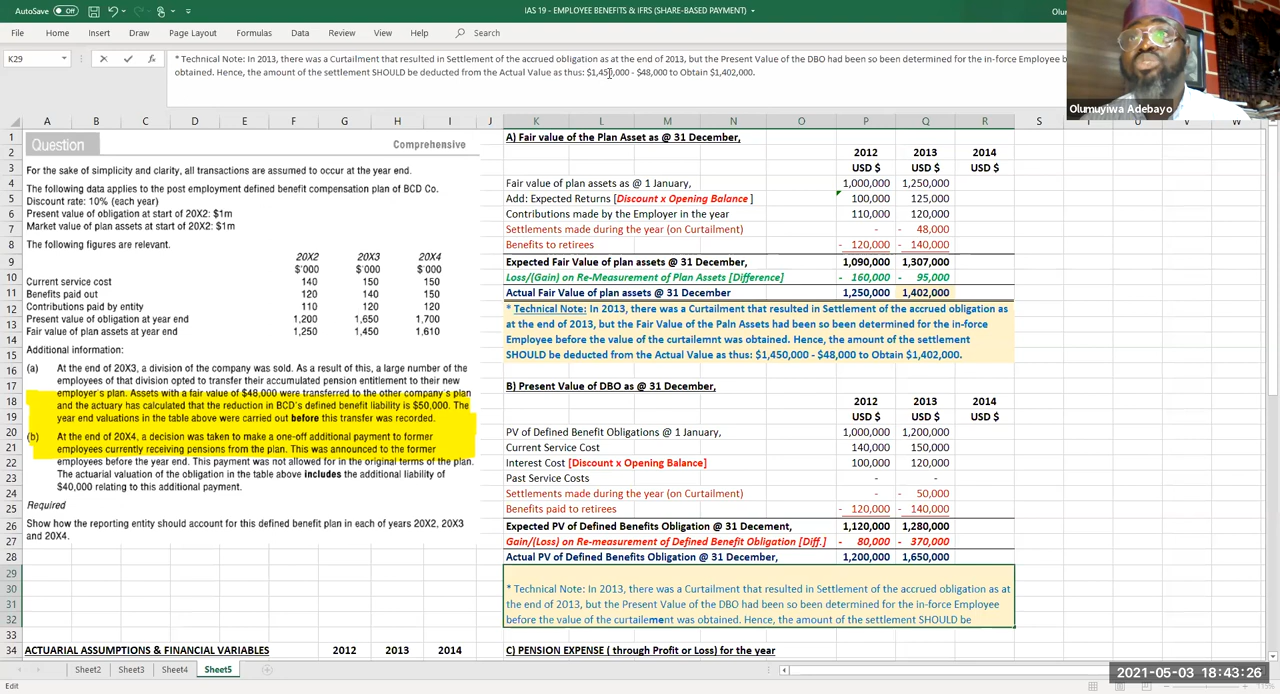 AutoSave Off
IAS 19 - EMPLOYEE BENEFITS & IFRS (SHARE-BASED PAYMENT)
Olu
File Home Insert Draw Page Layout Formulas Data Review View Help Search
K29
fx
* Technical Note: In 2013, there was a Curtailment that resulted in Settlement of the accrued obligation as at the end of 2013, but the Present Value of the DBO had been so been determined for the in-force Employee b
obtained. Hence, the amount of the settlement SHOULD be deducted from the Actual Value as thus: $1,450,000 - $48,000 to Obtain $1,402,000.
Olumuyiwa Adebayo
A B C D E F G H I J K L M N O P Q R S T U V W
Question
Comprehensive
For the sake of simplicity and clarity, all transactions are assumed to occur at the year end.
The following data applies to the post employment defined benefit compensation plan of BCD Co.
Discount rate: 10% (each year)
Present value of obligation at start of 20X2: $1m
Market value of plan assets at start of 20X2: $1m
The following figures are relevant.
20X2 20X3 20X4
$'000 $'000 $'000
Current service cost 140 150 150
Benefits paid out 120 140 150
Contributions paid by entity 110 120 120
Present value of obligation at year end 1,200 1,650 1,700
Fair value of plan assets at year end 1,250 1,450 1,610
Additional information:
(a) At the end of 20X3, a division of the company was sold. As a result of this, a large number of the
employees of that division opted to transfer their accumulated pension entitlement to their new
employer's plan. Assets with a fair value of $48,000 were transferred to the other company's plan
and the actuary has calculated that the reduction in BCD's defined benefit liability is $50,000. The
year end valuations in the table above were carried out before this transfer was recorded.
(b) At the end of 20X4, a decision was taken to make a one-off additional payment to former
employees currently receiving pensions from the plan. This was announced to the former
employees before the year end. This payment was not allowed for in the original terms of the plan.
The actuarial valuation of the obligation in the table above includes the additional liability of
$40,000 relating to this additional payment.
Required
Show how the reporting entity should account for this defined benefit plan in each of years 20X2, 20X3
and 20X4.
ACTUARIAL ASSUMPTIONS & FINANCIAL VARIABLES 2012 2013 2014
A) Fair value of the Plan Asset as @ 31 December,
2012 2013 2014
USD $ USD $ USD $
Fair value of plan assets as @ 1 January, 1,000,000 1,250,000
Add: Expected Returns [Discount x Opening Balance ] 100,000 125,000
Contributions made by the Employer in the year 110,000 120,000
Settlements made during the year (on Curtailment) - - 48,000
Benefits to retirees - 120,000 - 140,000
Expected Fair Value of plan assets @ 31 December 1,090,000 1,307,000
Loss/(Gain) on Re-Measurement of Plan Assets [Difference] - 160,000 - 95,000
Actual Fair Value of plan assets @ 31 December 1,250,000 1,402,000
* Technical Note: In 2013, there was a Curtailment that resulted in Settlement of the accrued obligation as
at the end of 2013, but the Fair Value of the Paln Assets had been so been determined for the in-force
Employee before the value of the curtailemnt was obtained. Hence, the amount of the settlement
SHOULD be deducted from the Actual Value as thus: $1,450,000 - $48,000 to Obtain $1,402,000.
B) Present Value of DBO as @ 31 December,
2012 2013 2014
USD $ USD $ USD $
PV of Defined Benefit Obligations @ 1 January, 1,000,000 1,200,000
Current Service Cost 140,000 150,000
Interest Cost [Discount x Opening Balance] 100,000 120,000
Past Service Costs - -
Settlements made during the year (on Curtailment) - - 50,000
Benefits paid to retirees - 120,000 - 140,000
Expected PV of Defined Benefits Obligation @ 31 Decement, 1,120,000 1,280,000
Gain/(Loss) on Re-measurement of Defined Benefit Obligation [Diff.] - 80,000 - 370,000
Actual PV of Defined Benefits Obligation @ 31 December, 1,200,000 1,650,000
* Technical Note: In 2013, there was a Curtailment that resulted in Settlement of the accrued obligation as at
the end of 2013, but the Present Value of the DBO had been so been determined for the in-force Employee
before the value of the curtailement was obtained. Hence, the amount of the settlement SHOULD be
C) PENSION EXPENSE ( through Profit or Loss) for the year
1
2
3
4
5
6
7
8
9
10
11
12
13
14
15
16
17
18
19
20
21
22
23
24
25
26
27
28
29
30
31
32
33
34
Sheet2 Sheet3 Sheet4 Sheet5
Edit
2021-05-03 18:43:26